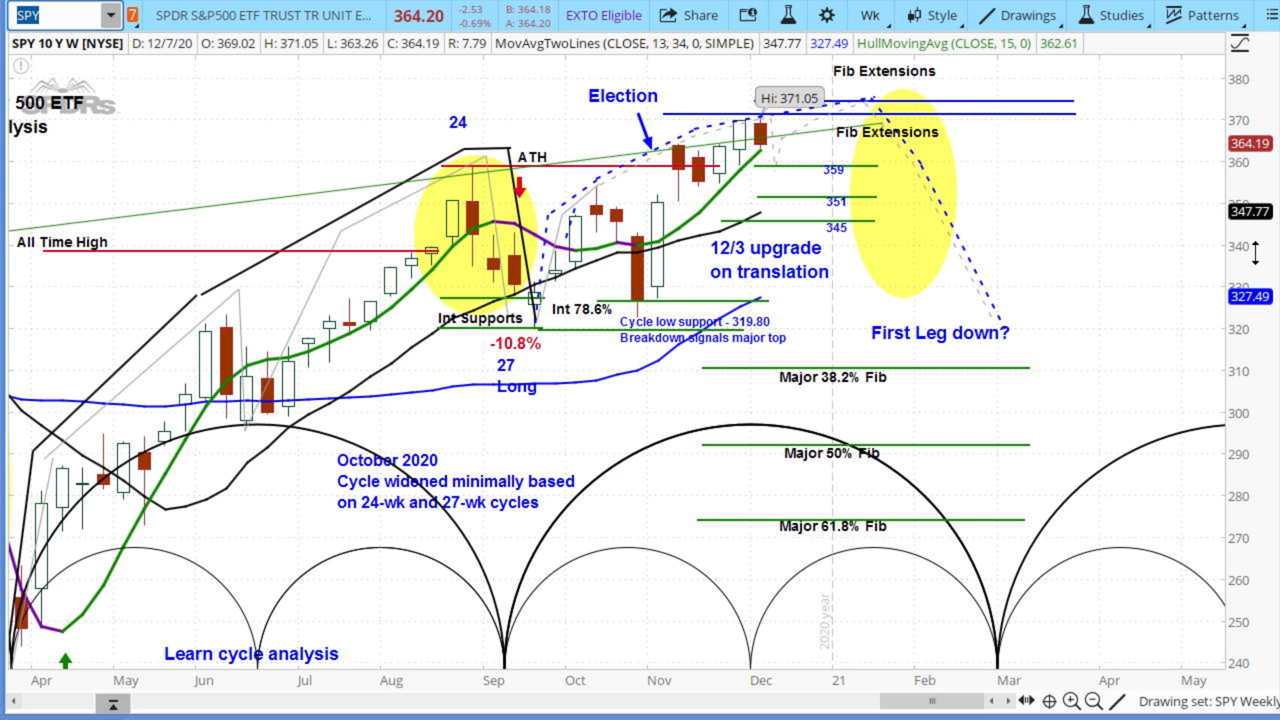 SPY
7
SPDR S&P500 ETF TRUST TR UNIT E...
364.20
-2.53
-0.69%
B: 364.18
A: 364.20
EXTO Eligible
Share
Wk
Style
Drawings
Studies
Patterns
SPY 10 Y W [NYSE]
D: 12/7/20
O: 369.02
H: 371.05
L: 363.26
C: 364.19
R: 7.79
MovAvgTwoLines (CLOSE, 13, 34, 0, SIMPLE)
347.77
327.49
HullMovingAvg (CLOSE, 15, 0)
362.61
Fib Extensions
500 ETF
SPDRs
lysis
Election
Hi: 371.05
24
ATH
Fib Extensions
359
351
345
All Time High
12/3 upgrade
on translation
Int 78.6%
Int Supports
Cycle low support - 319.80
Breakdown signals major top
-10.8%
27
Long
First Leg down?
Major 38.2% Fib
Major 50% Fib
Major 61.8% Fib
October 2020
Cycle widened minimally based
on 24-wk and 27-wk cycles
Learn cycle analysis
2020 year
380
370
364.19
360
350
347.77
340
330
327.49
320
310
300
290
280
270
260
250
240
Apr
May
Jun
Jul
Aug
Sep
Oct
Nov
Dec
21
Feb
Mar
Apr
May
Drawing set: SPY Weekly